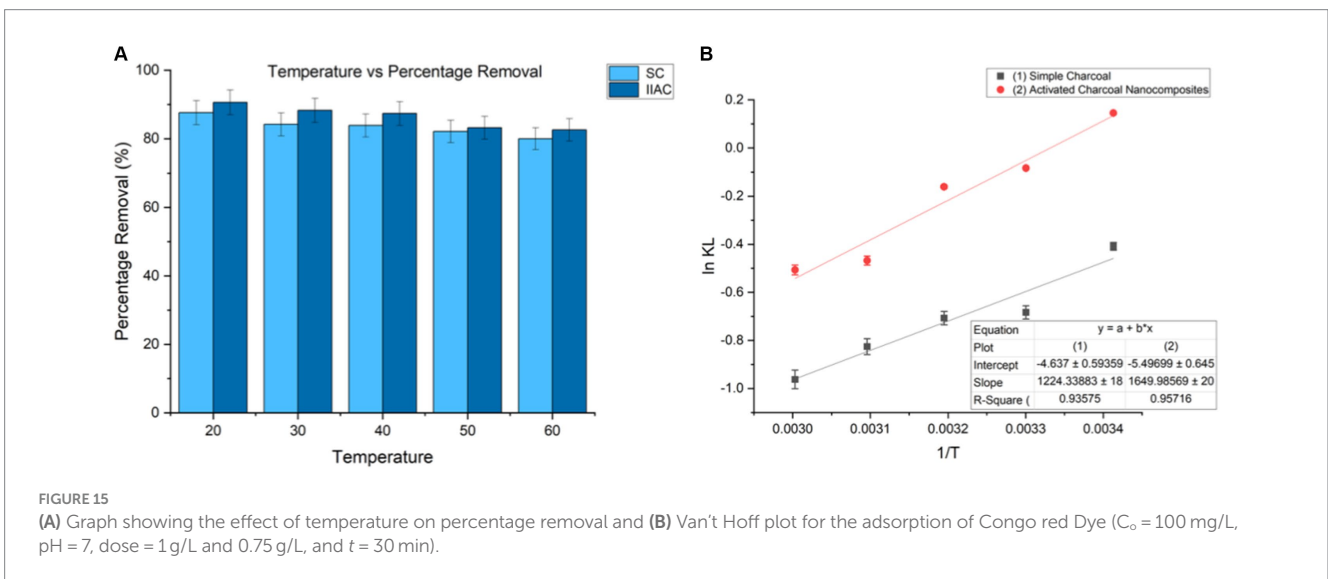 A
Temperature vs Percentage Removal
SC
IIAC
Percentage Removal (%)
100
80
60
40
20
0
20 30 40 50 60
Temperature
B
(1) Simple Charcoal
(2) Activated Charcoal Nanocomposites
ln KL
0.2
0.0
-0.2
-0.4
-0.6
-0.8
-1.0
Equation y = a + b*x
Plot (1) (2)
Intercept -4.637 ± 0.59359 -5.49699 ± 0.645
Slope 1224.33883 ± 18 1649.98569 ± 20
R-Square ( 0.93575 0.95716
0.0030 0.0031 0.0032 0.0033 0.0034
1/T
FIGURE 15
(A) Graph showing the effect of temperature on percentage removal and (B) Van’t Hoff plot for the adsorption of Congo red Dye (Cₒ = 100 mg/L,
pH = 7, dose = 1 g/L and 0.75 g/L, and t = 30 min).